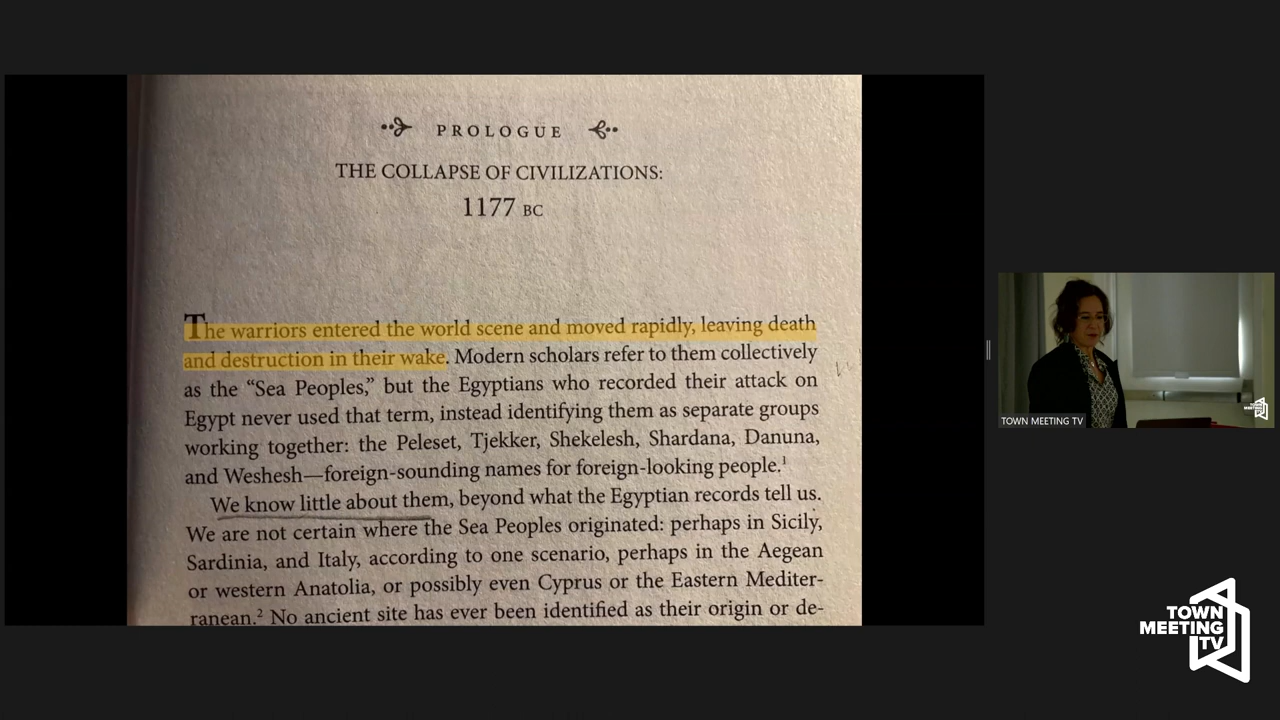 PROLOGUE
THE COLLAPSE OF CIVILIZATIONS:
1177 BC
The warriors entered the world scene and moved rapidly, leaving death
and destruction in their wake. Modern scholars refer to them collectively
as the “Sea Peoples,” but the Egyptians who recorded their attack on
Egypt never used that term, instead identifying them as separate groups
working together: the Peleset, Tjekker, Shekelesh, Shardana, Danuna,
and Weshesh—foreign-sounding names for foreign-looking people.1
We know little about them, beyond what the Egyptian records tell us.
We are not certain where the Sea Peoples originated: perhaps in Sicily,
Sardinia, and Italy, according to one scenario, perhaps in the Aegean
or western Anatolia, or possibly even Cyprus or the Eastern Mediter-
ranean.2 No ancient site has ever been identified as their origin or de-
TOWN MEETING TV
TOWN
MEETING
TV
TOWN
MEETING
TV